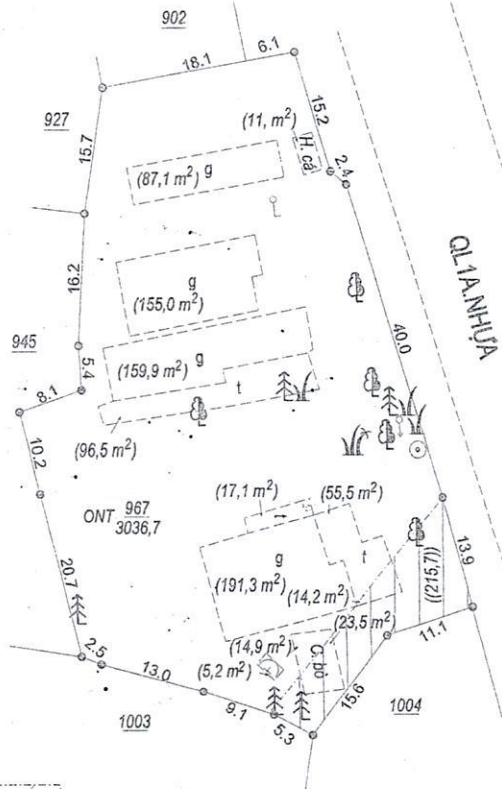 902
18.1
6.1
927
15.7
15.2
(11, m²)
H. cá
2.4
(87,1 m²) g
16.2
QL1A.NHỰA
g
(155,0 m²)
40.0
945
5.4
(159,9 m²) g
t
8.1
(96,5 m²)
10.2
(17,1 m²)
(55,5 m²)
ONT 967
3036,7
g
t
(191,3 m²)
(14,2 m²)
((215,7))
13.9
20.7
(23,5 m²)
11.1
(14,9 m²)
C. bò
(5,2 m²)
2.5
13.0
9.1
5.3
15.6
1003
1004